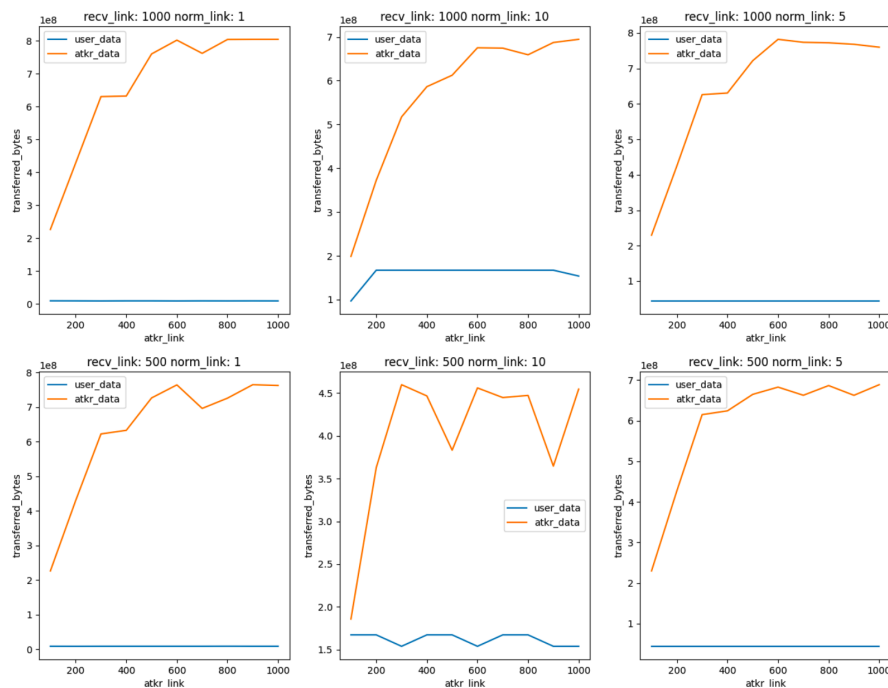 recv_link: 1000 norm_link: 1
1e8
user_data
atkr_data
8
7
6
5
4
3
2
1
0
transferred_bytes
200 400 600 800 1000
atkr_link
recv_link: 1000 norm_link: 10
1e8
user_data
atkr_data
7
6
5
4
3
2
1
transferred_bytes
200 400 600 800 1000
atkr_link
recv_link: 1000 norm_link: 5
1e8
user_data
atkr_data
8
7
6
5
4
3
2
1
transferred_bytes
200 400 600 800 1000
atkr_link
recv_link: 500 norm_link: 1
1e8
user_data
atkr_data
8
7
6
5
4
3
2
1
0
transferred_bytes
200 400 600 800 1000
atkr_link
recv_link: 500 norm_link: 10
1e8
4.5
4.0
3.5
3.0
2.5
2.0
1.5
user_data
atkr_data
transferred_bytes
200 400 600 800 1000
atkr_link
recv_link: 500 norm_link: 5
1e8
user_data
atkr_data
7
6
5
4
3
2
1
transferred_bytes
200 400 600 800 1000
atkr_link